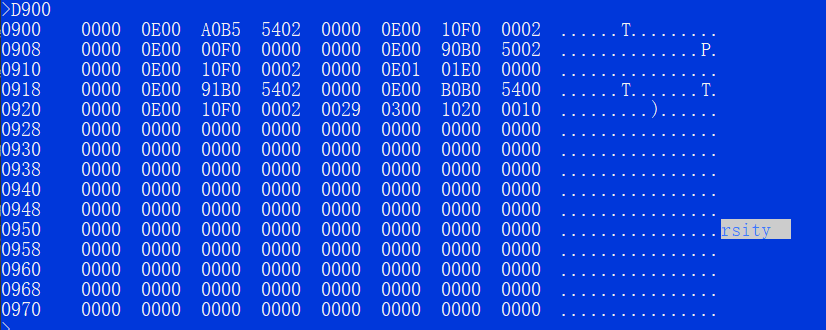 >D900
0900 0000 0E00 A0B5 5402 0000 0E00 10F0 0002 ......T.........
0908 0000 0E00 00F0 0000 0000 0E00 90B0 5002 ..............P.
0910 0000 0E00 10F0 0002 0000 0E01 01E0 0000 ................
0918 91B0 5402 0000 0E00 B0B0 5400
0920 0000 0E00 10F0 0002 0029 0300 1020 0010 .........)......
0928 0000 0000 0000 0000 0000 0000 0000 0000 ................
0930 0000 0000 0000 0000 0000 0000 0000 0000 ................
0938 0000 0000 0000 0000 0000 0000 0000 0000 ................
0940 0000 0000 0000 0000 0000 0000 0000 0000 ................
0948 0000 0000 0000 0000 0000 0000 0000 0000 ................
0950 0000 0000 0000 0000 0000 0000 0000 0000 ................rsity
0958 0000 0000 0000 0000 0000 0000 0000 0000 ................
0960 0000 0000 0000 0000 0000 0000 0000 0000 ................
0968 0000 0000 0000 0000 0000 0000 0000 0000 ................
0970 0000 0000 0000 0000 0000 0000 0000 0000 ................
>